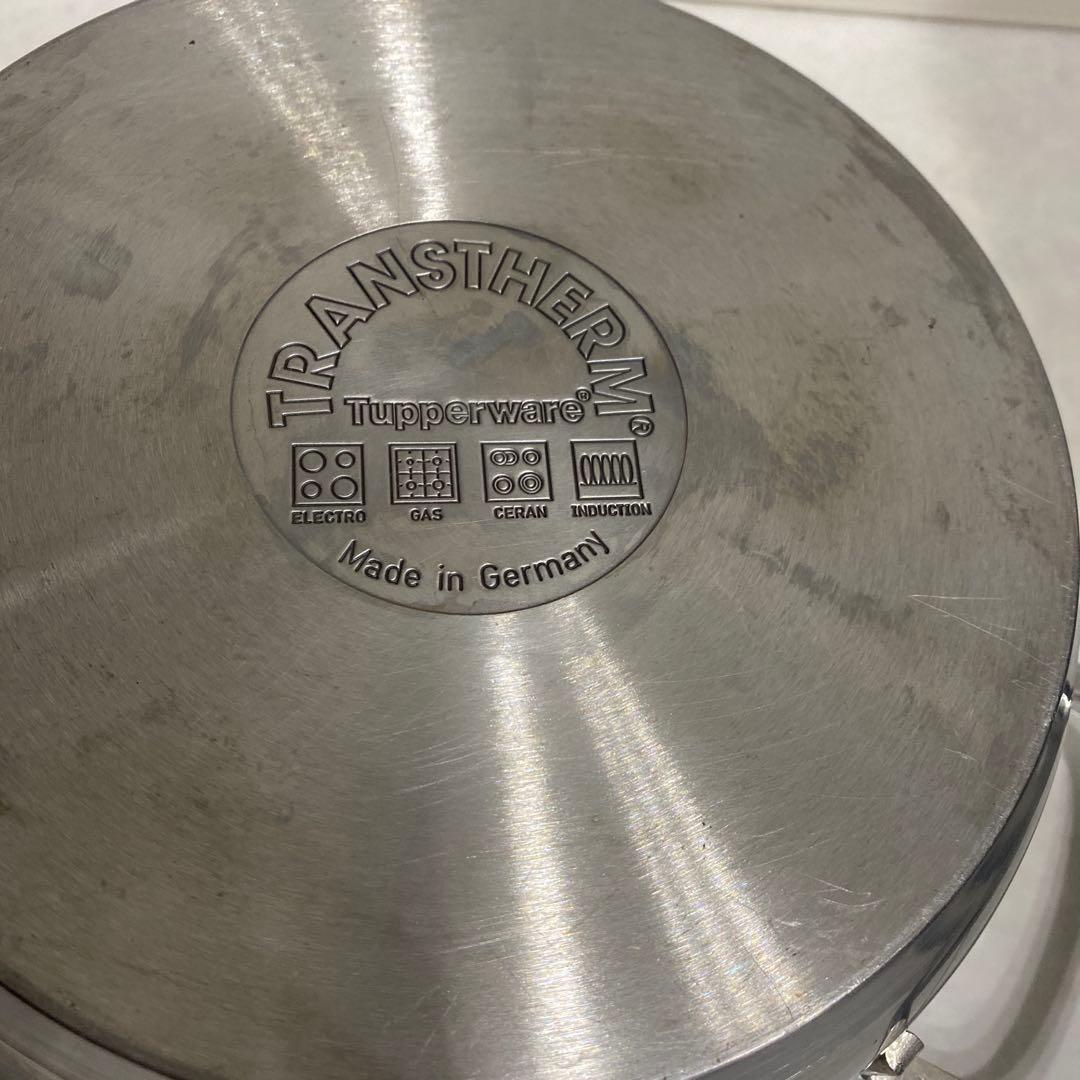 TRANSTHERM®
Tupperware®
ELECTRO GAS CERAN INDUCTION
Made in Germany